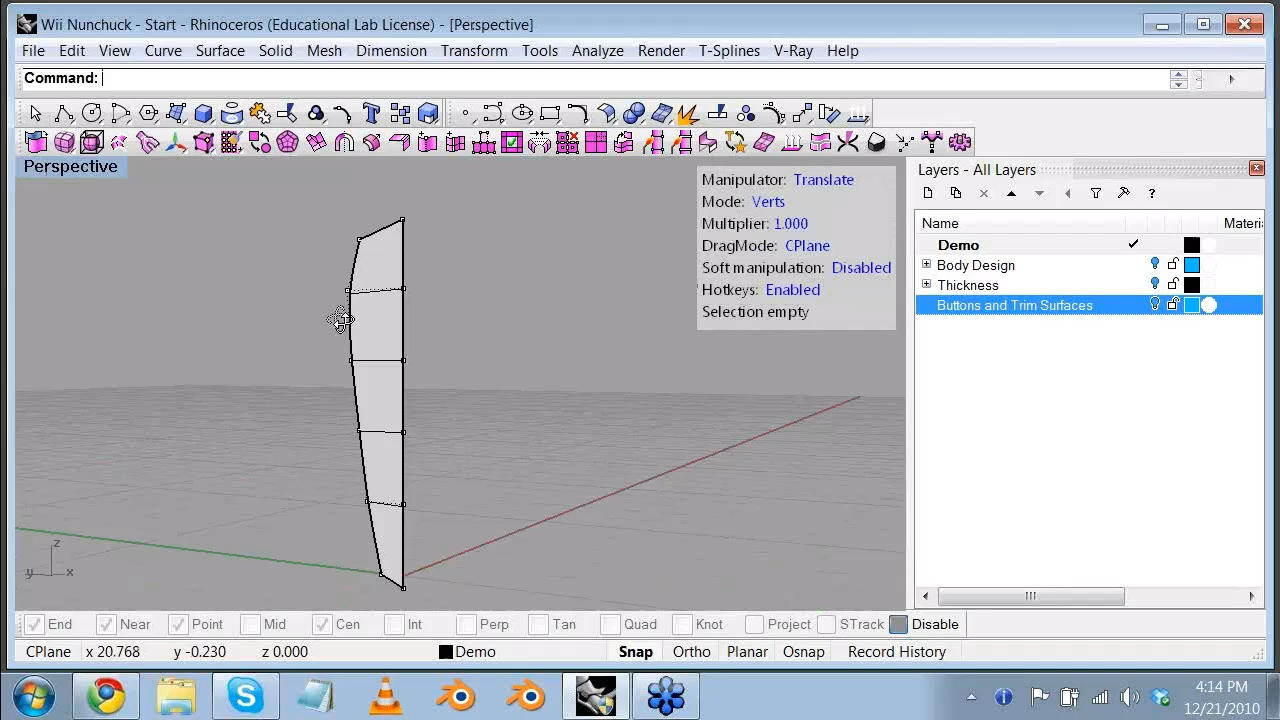 Wii Nunchuck - Start - Rhinoceros (Educational Lab License) - [Perspective]
File Edit View Curve Surface Solid Mesh Dimension Transform Tools Analyze Render T-Splines V-Ray Help
Command:
Perspective
Manipulator: Translate
Mode: Verts
Multiplier: 1.000
DragMode: CPlane
Soft manipulation: Disabled
Hotkeys: Enabled
Selection empty
Layers - All Layers
Name Materi
Demo
Body Design
Thickness
Buttons and Trim Surfaces
z
y x
End Near Point Mid Cen Int Perp Tan Quad Knot Project STrack Disable
CPlane x 20.768 y -0.230 z 0.000 Demo Snap Ortho Planar Osnap Record History
4:14 PM
12/21/2010